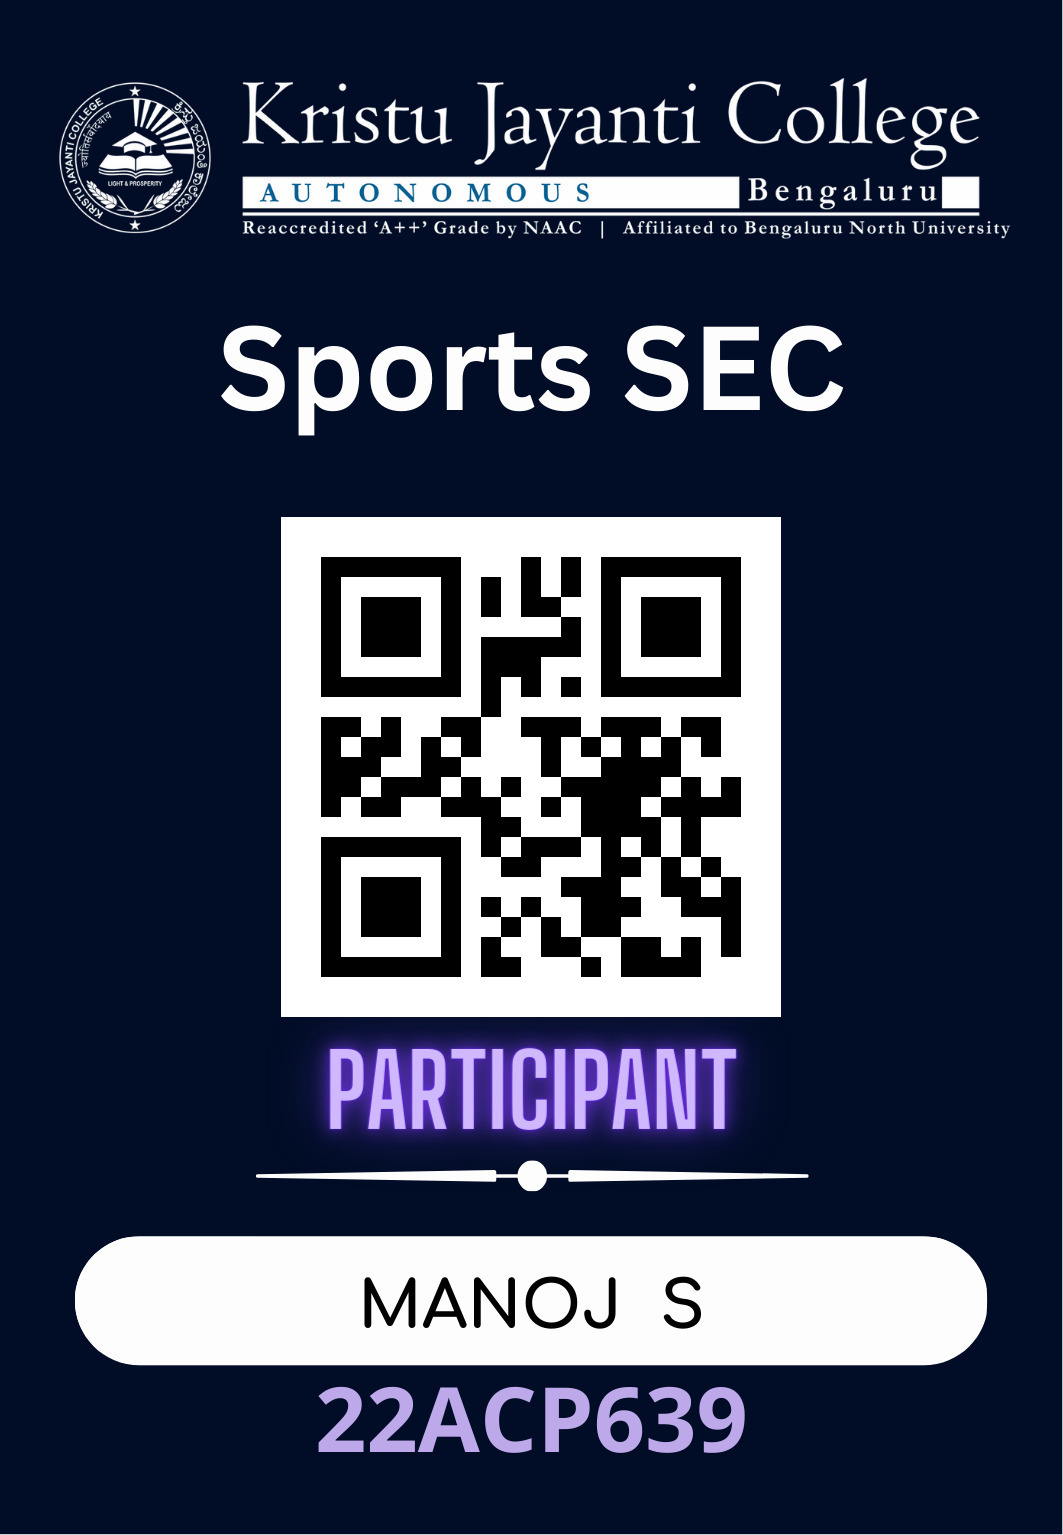 KRISTU JAYANTI COLLEGE
ಕ್ರಿಸ್ತು ಜಯಂತಿ ಕಾಲೇಜು
LIGHT & PROSPERITY
Kristu Jayanti College
AUTONOMOUS Bengaluru
Reaccredited ‘A++’ Grade by NAAC | Affiliated to Bengaluru North University
Sports SEC
PARTICIPANT
MANOJ S
22ACP639